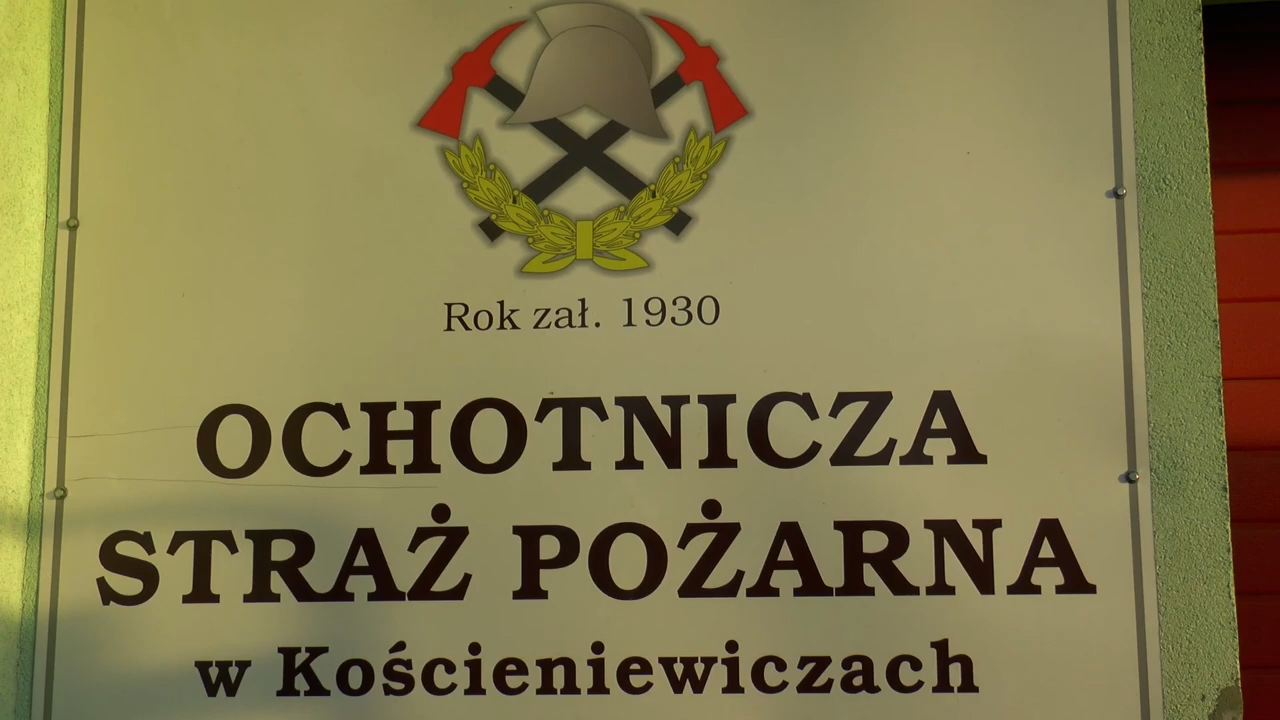 Rok zał. 1930
OCHOTNICZA
STRAŻ POŻARNA
w Kościeniewiczach